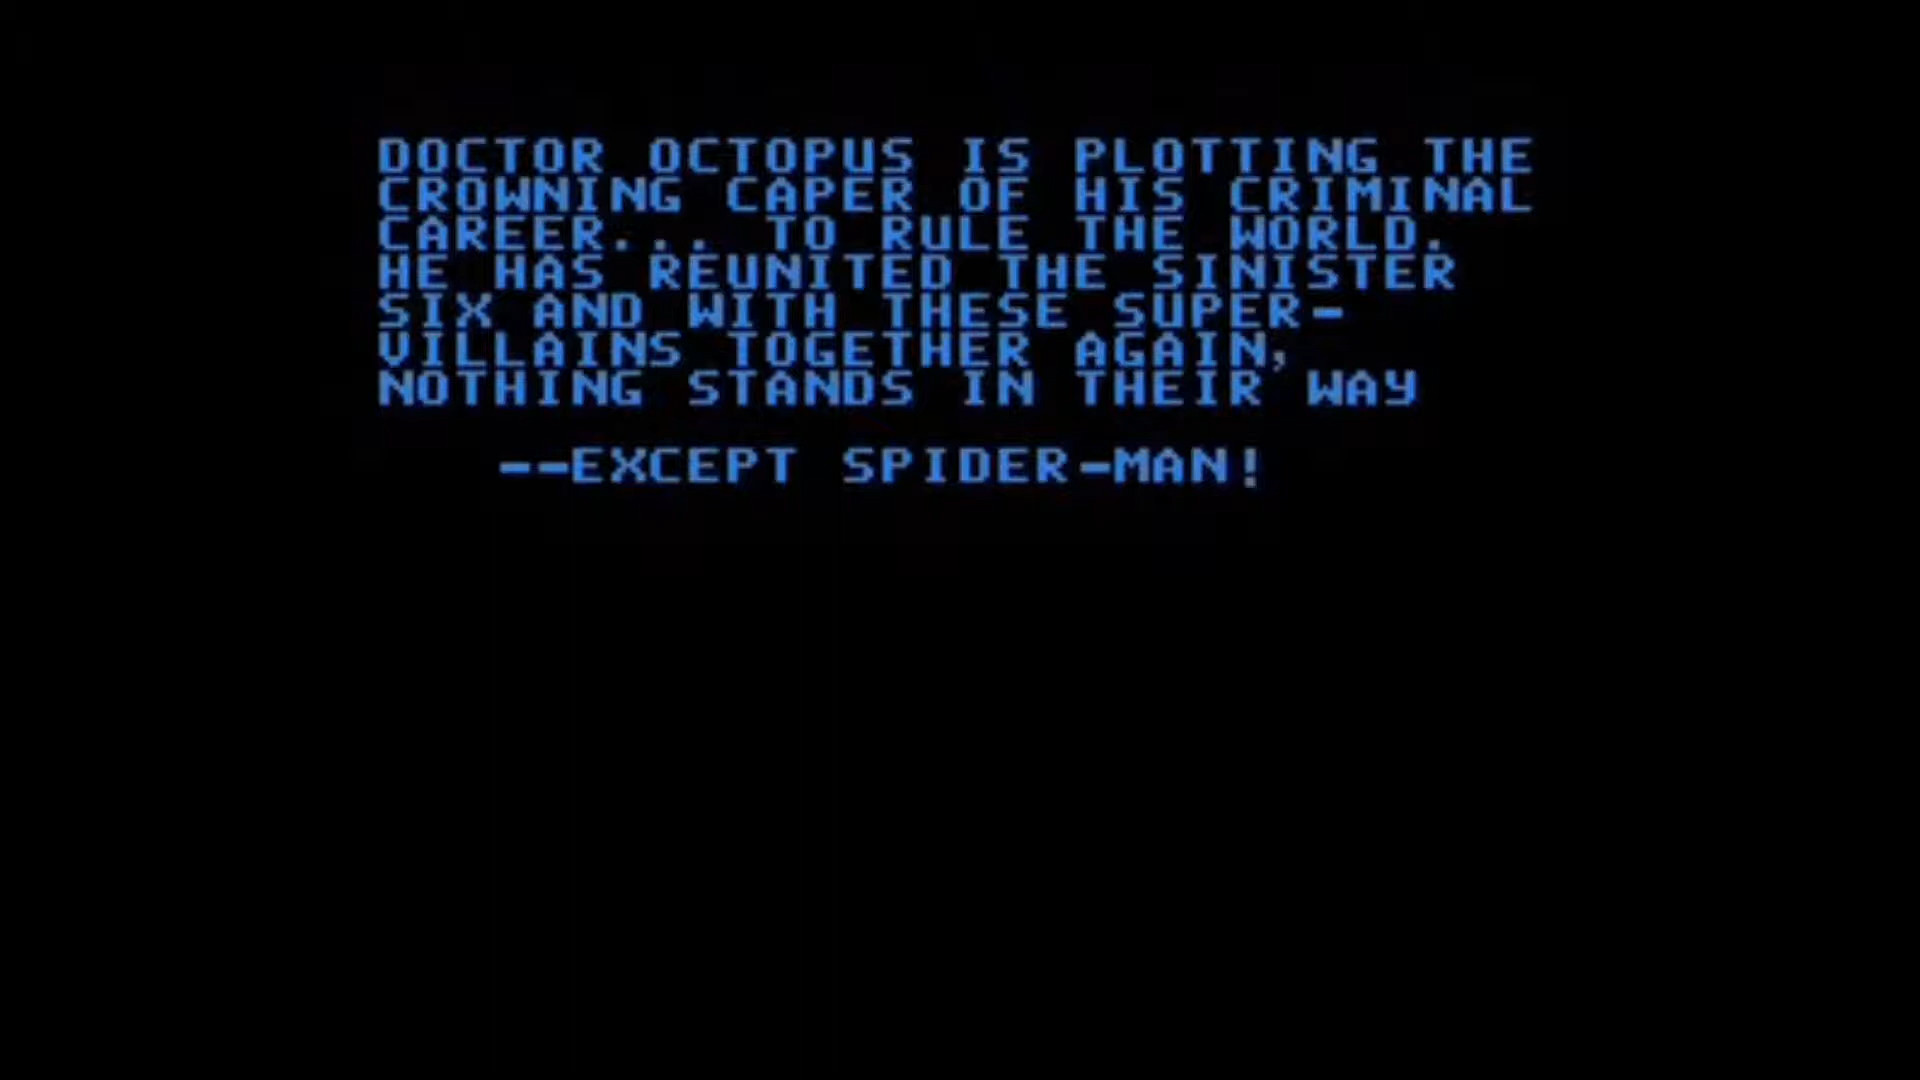 DOCTOR OCTOPUS IS PLOTTING THE
CROWNING CAPER OF HIS CRIMINAL
CAREER... TO RULE THE WORLD.
HE HAS REUNITED THE SINISTER
SIX AND WITH THESE SUPER-
VILLAINS TOGETHER AGAIN,
NOTHING STANDS IN THEIR WAY
--EXCEPT SPIDER-MAN!